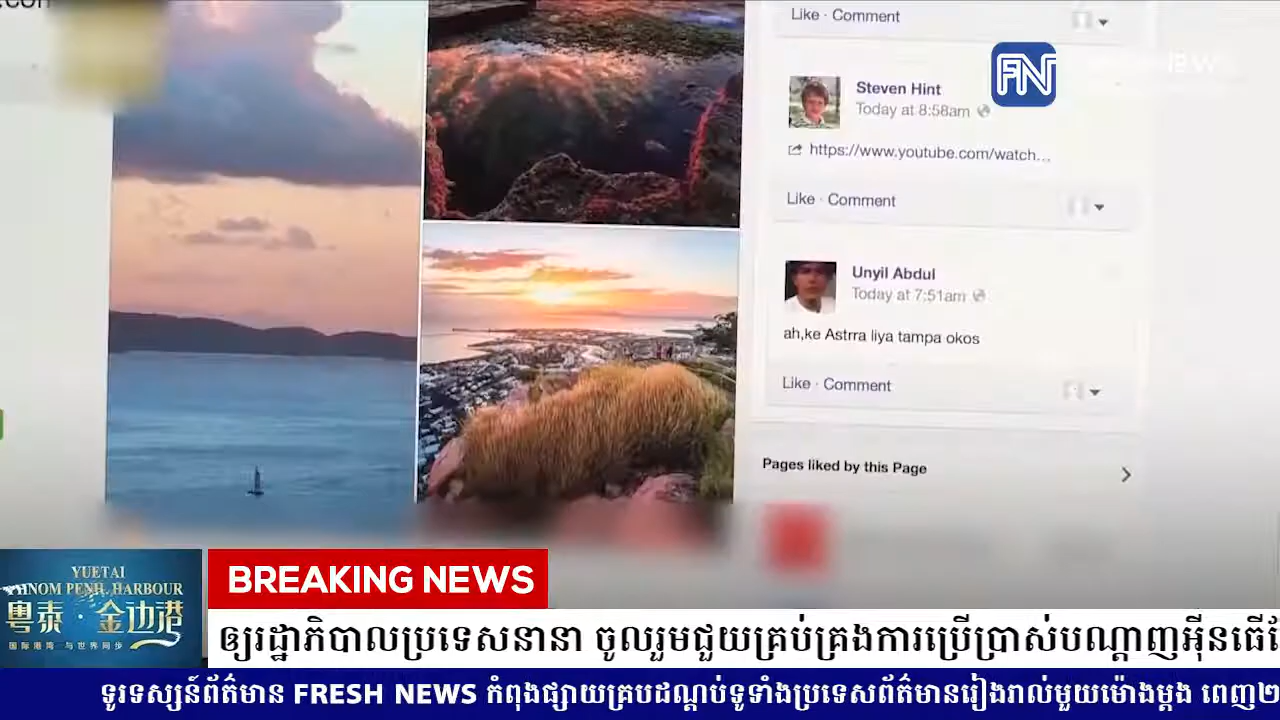 Like · Comment
FN
Steven Hint
Today at 8:58am
https://www.youtube.com/watch...
Like · Comment
Unyil Abdul
Today at 7:51am
ah,ke Astrra liya tampa okos
Like · Comment
Pages liked by this Page
YUETAI
PHNOM PENH HARBOUR
粤泰·金边港
国际港湾 与世界同步
BREAKING NEWS
ឲ្យរដ្ឋាភិបាលប្រទេសនានា ចូលរួមជួយគ្រប់គ្រងការប្រើប្រាស់បណ្តាញអ៊ីនធើ
ទូរទស្សន៍ព័ត៌មាន FRESH NEWS កំពុងផ្សាយគ្របដណ្តប់ទូទាំងប្រទេសព័ត៌មានរៀងរាល់មួយម៉ោងម្តង ពេញ២